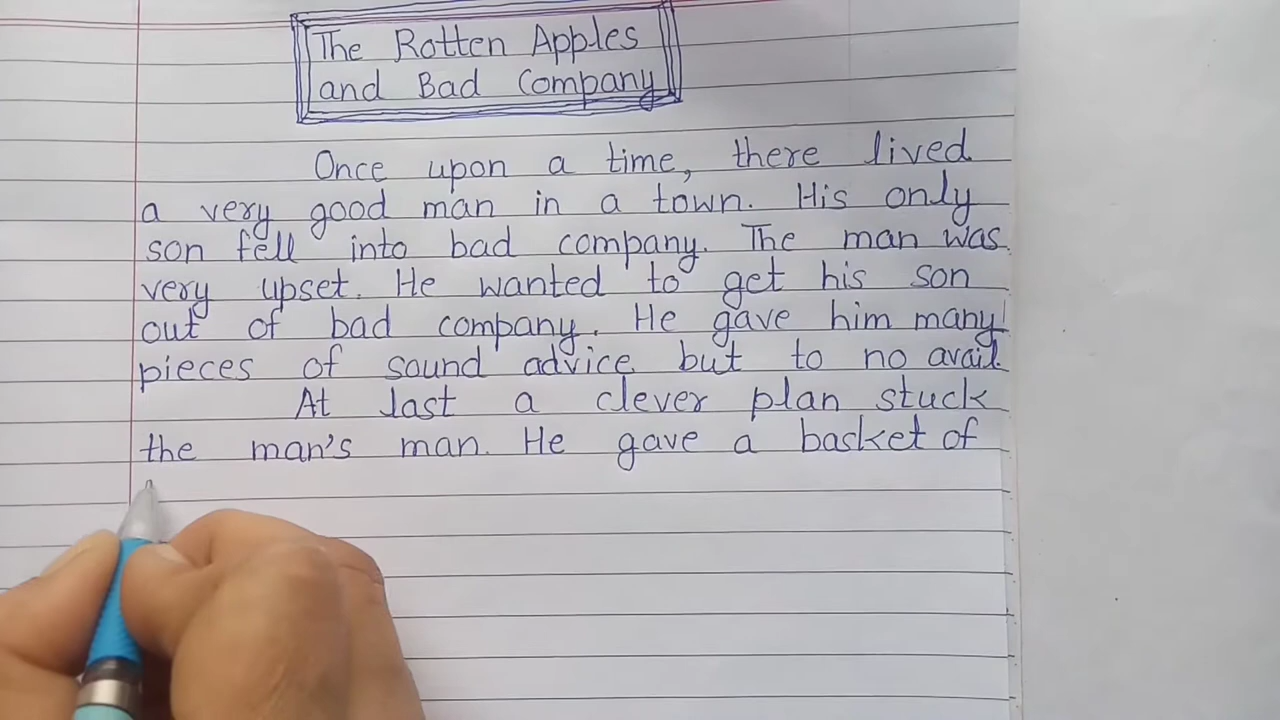 The Rotten Apples
and Bad Company
Once upon a time, there lived
a very good man in a town. His only
son fell into bad company. The man was
very upset. He wanted to get his son
out of bad company. He gave him many
pieces of sound advice but to no avail.
At last a clever plan stuck
the man's man. He gave a basket of